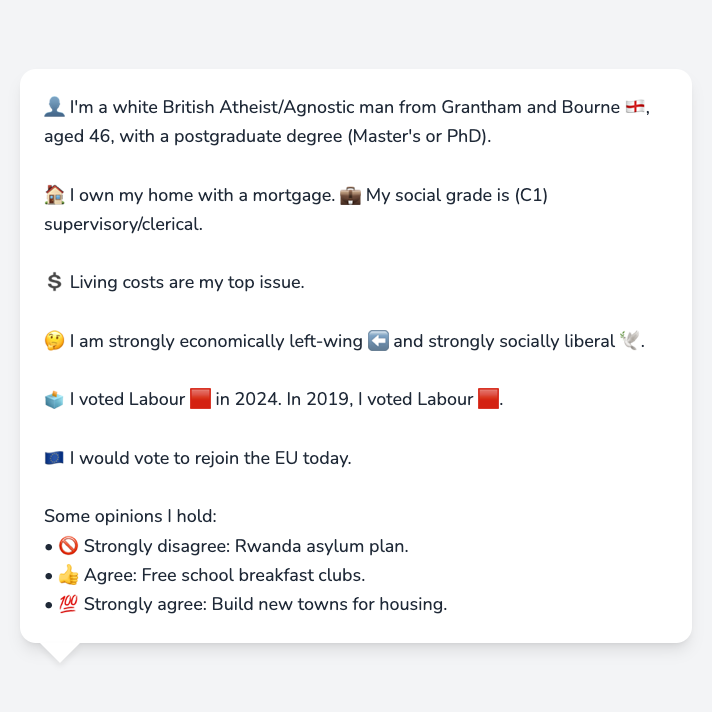 👤 I'm a white British Atheist/Agnostic man from Grantham and Bourne 🏴󠁧󠁢󠁥󠁮󠁧󠁿,
aged 46, with a postgraduate degree (Master's or PhD).
🏠 I own my home with a mortgage. 💼 My social grade is (C1)
supervisory/clerical.
💲 Living costs are my top issue.
🤔 I am strongly economically left-wing ⬅️ and strongly socially liberal 🕊️.
🗳️ I voted Labour 🟥 in 2024. In 2019, I voted Labour 🟥.
🇪🇺 I would vote to rejoin the EU today.
Some opinions I hold:
• 🚫 Strongly disagree: Rwanda asylum plan.
• 👍 Agree: Free school breakfast clubs.
• 💯 Strongly agree: Build new towns for housing.